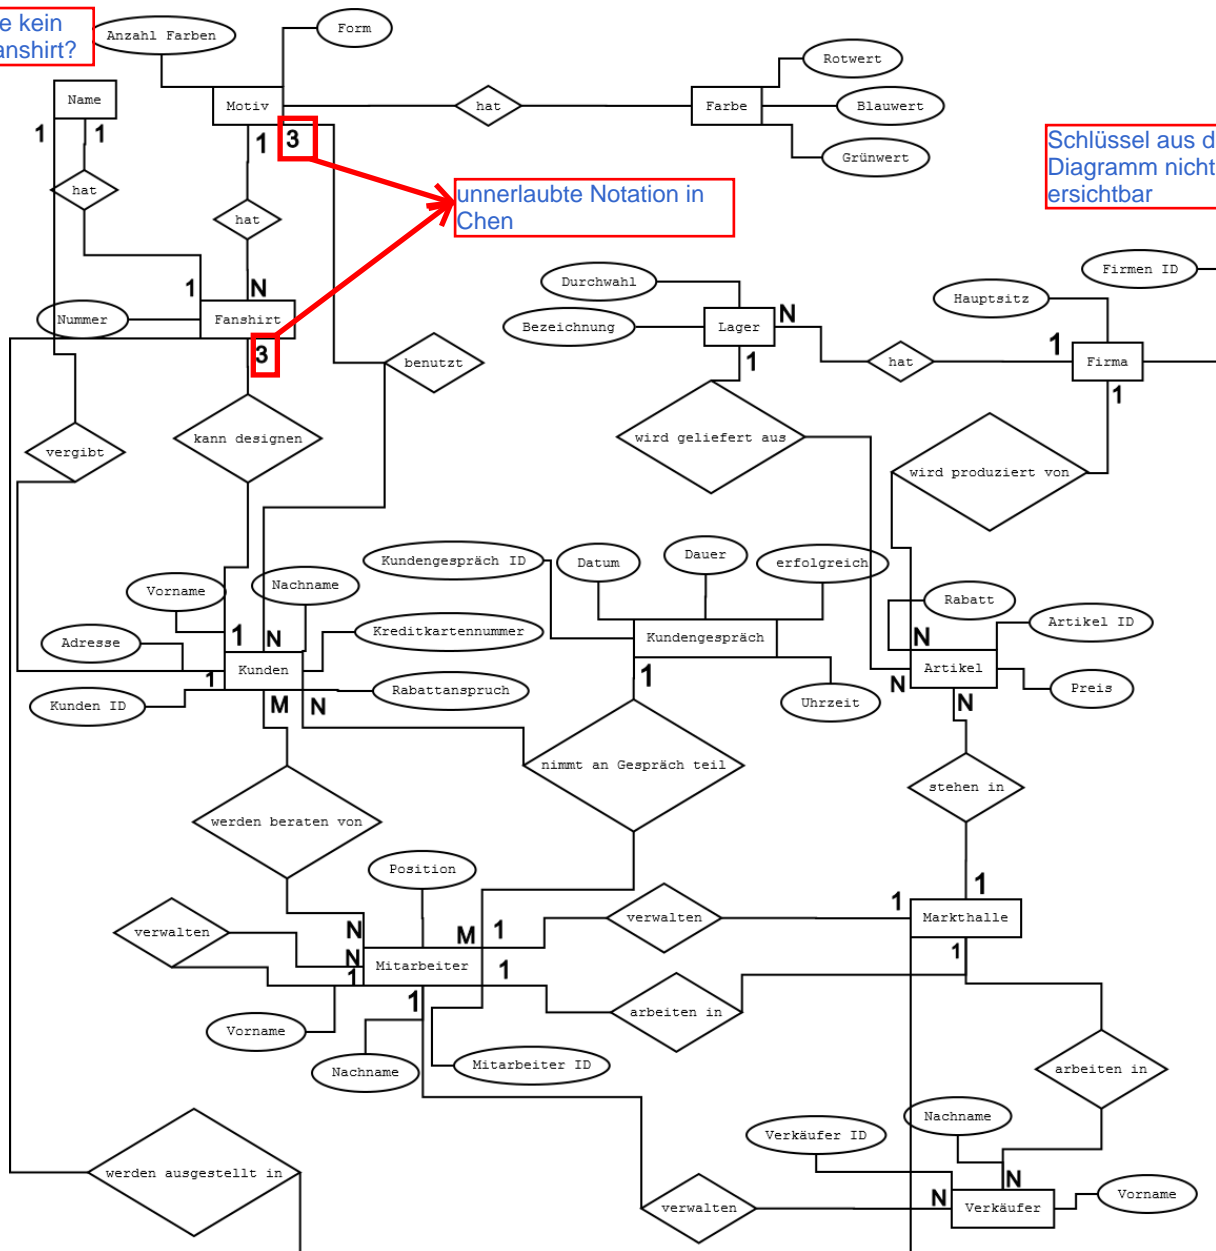 e kein
anshirt?
Anzahl Farben
Form
Rotwert
Name
Motiv
hat
Farbe
Blauwert
1
1
1
3
Grünwert
Schlüssel aus d
Diagramm nicht
ersichtbar
hat
hat
unnerlaubte Notation in
Chen
Firmen ID
Durchwahl
Hauptsitz
1
N
Nummer
Fanshirt
Bezeichnung
Lager
N
1
3
benutzt
1
hat
Firma
1
kann designen
wird geliefert aus
vergibt
wird produziert von
Kundengespräch ID
Datum
Dauer
erfolgreich
Vorname
Nachname
Rabatt
Adresse
1
N
Kreditkartennummer
Kundengespräch
N
Artikel ID
Kunden
Artikel
1
1
N
Kunden ID
M
N
Rabattanspruch
Uhrzeit
N
Preis
nimmt an Gespräch teil
stehen in
werden beraten von
Position
1
verwalten
N
M
1
verwalten
1
Markthalle
N
1
Mitarbeiter
1
1
1
Vorname
arbeiten in
Nachname
Mitarbeiter ID
arbeiten in
Verkäufer ID
Nachname
werden ausgestellt in
N
verwalten
N
Verkäufer
Vorname